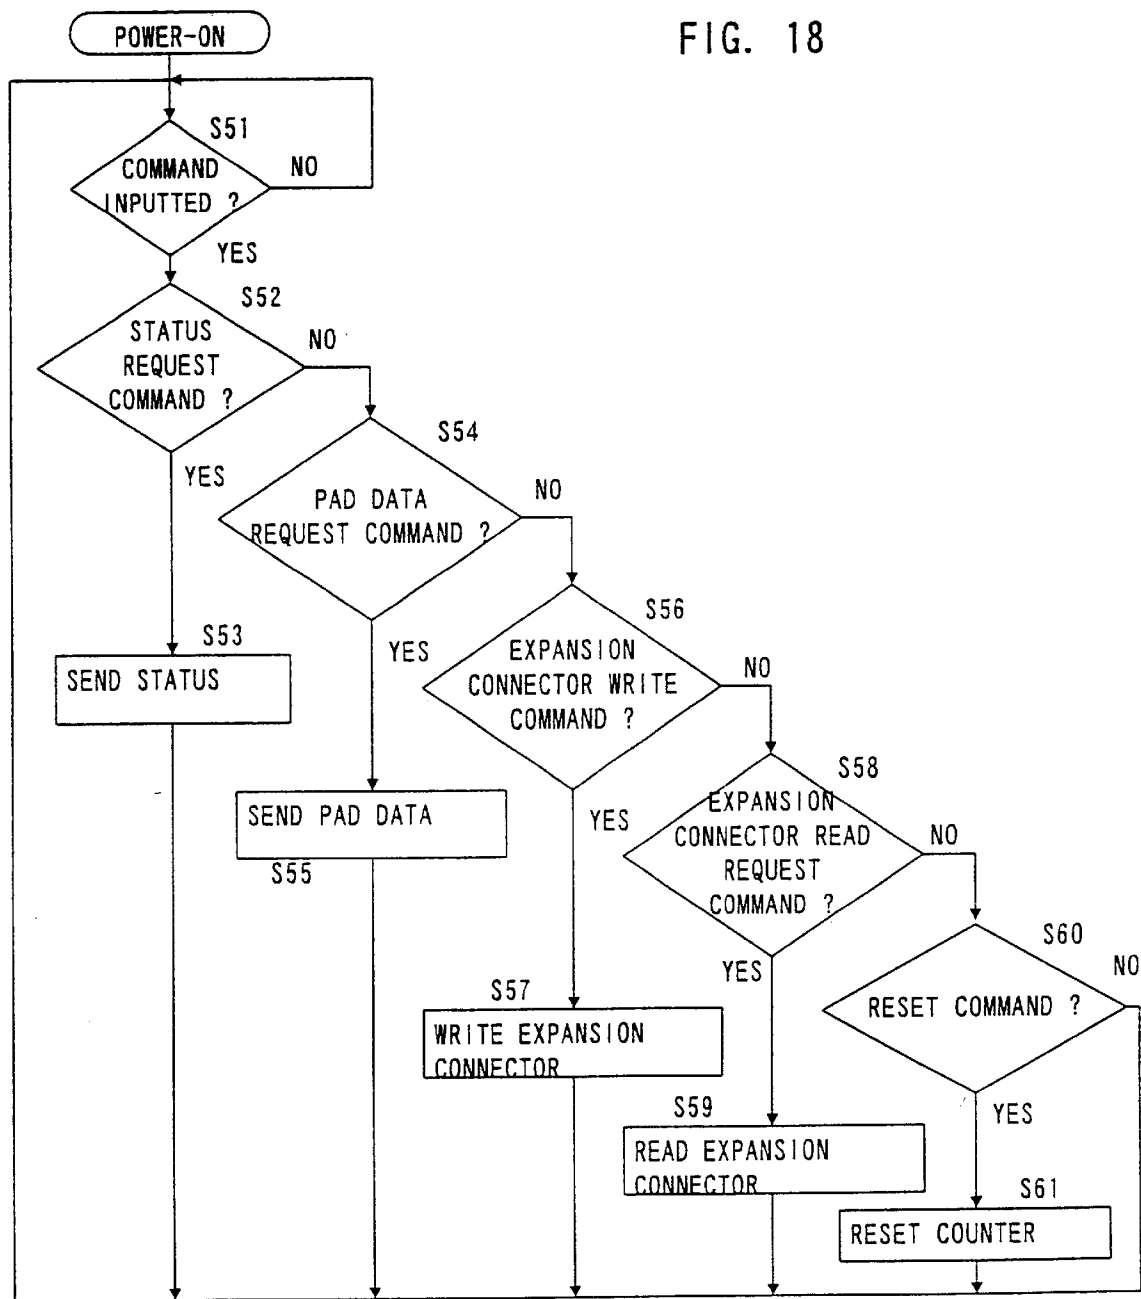 POWER-ON
FIG. 18
S51
COMMAND
INPUTTED ?
NO
YES
S52
STATUS
REQUEST
COMMAND ?
NO
YES
S54
PAD DATA
REQUEST COMMAND ?
NO
YES
S53
SEND STATUS
S56
EXPANSION
CONNECTOR WRITE
COMMAND ?
NO
YES
SEND PAD DATA
S55
S58
EXPANSION
CONNECTOR READ
REQUEST
COMMAND ?
NO
YES
S57
WRITE EXPANSION
CONNECTOR
S60
RESET COMMAND ?
NO
YES
S59
READ EXPANSION
CONNECTOR
S61
RESET COUNTER